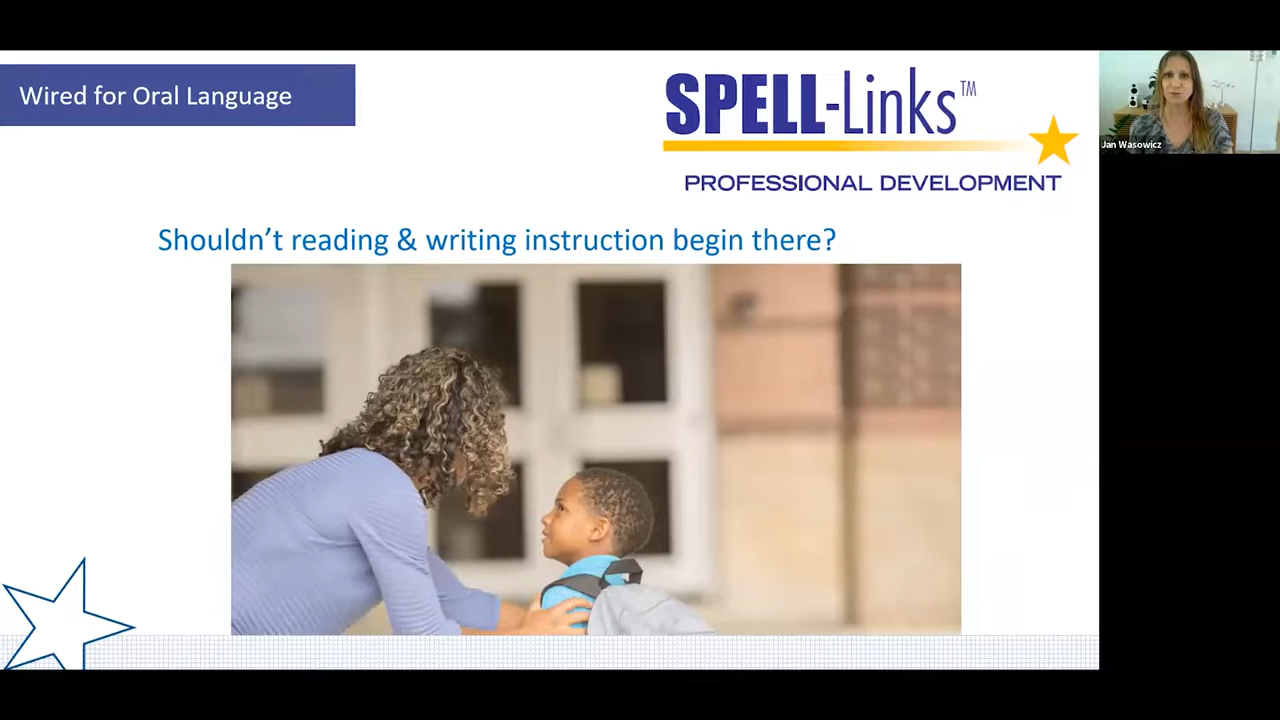 Wired for Oral Language
SPELL-Links™
PROFESSIONAL DEVELOPMENT
Jan Wasowicz
Shouldn't reading & writing instruction begin there?